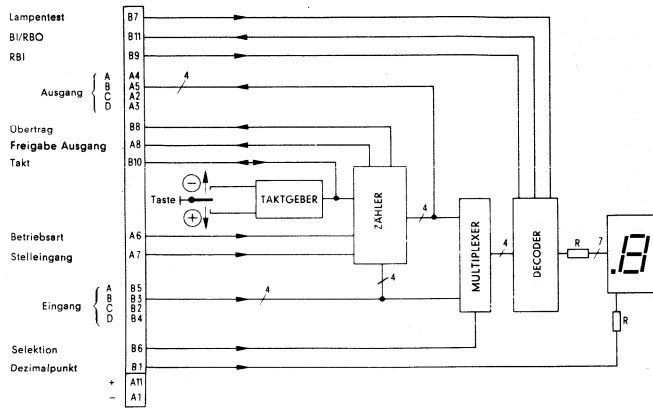 Lampentest B7
BI/RBO B11
RBI B9
A A4
B A5
C A2
D A3
Ausgang
4
Übertrag B8
Freigabe Ausgang A8
Takt B10
Taste
−
+
TAKTGEBER
ZÄHLER
4
4
MULTIPLEXER
4
DECODER
R
7
.8
R
Betriebsart A6
Stelleingang A7
A B5
B B3
C B2
D B4
Eingang
4
Selektion B6
Dezimalpunkt B1
+ A11
− A1